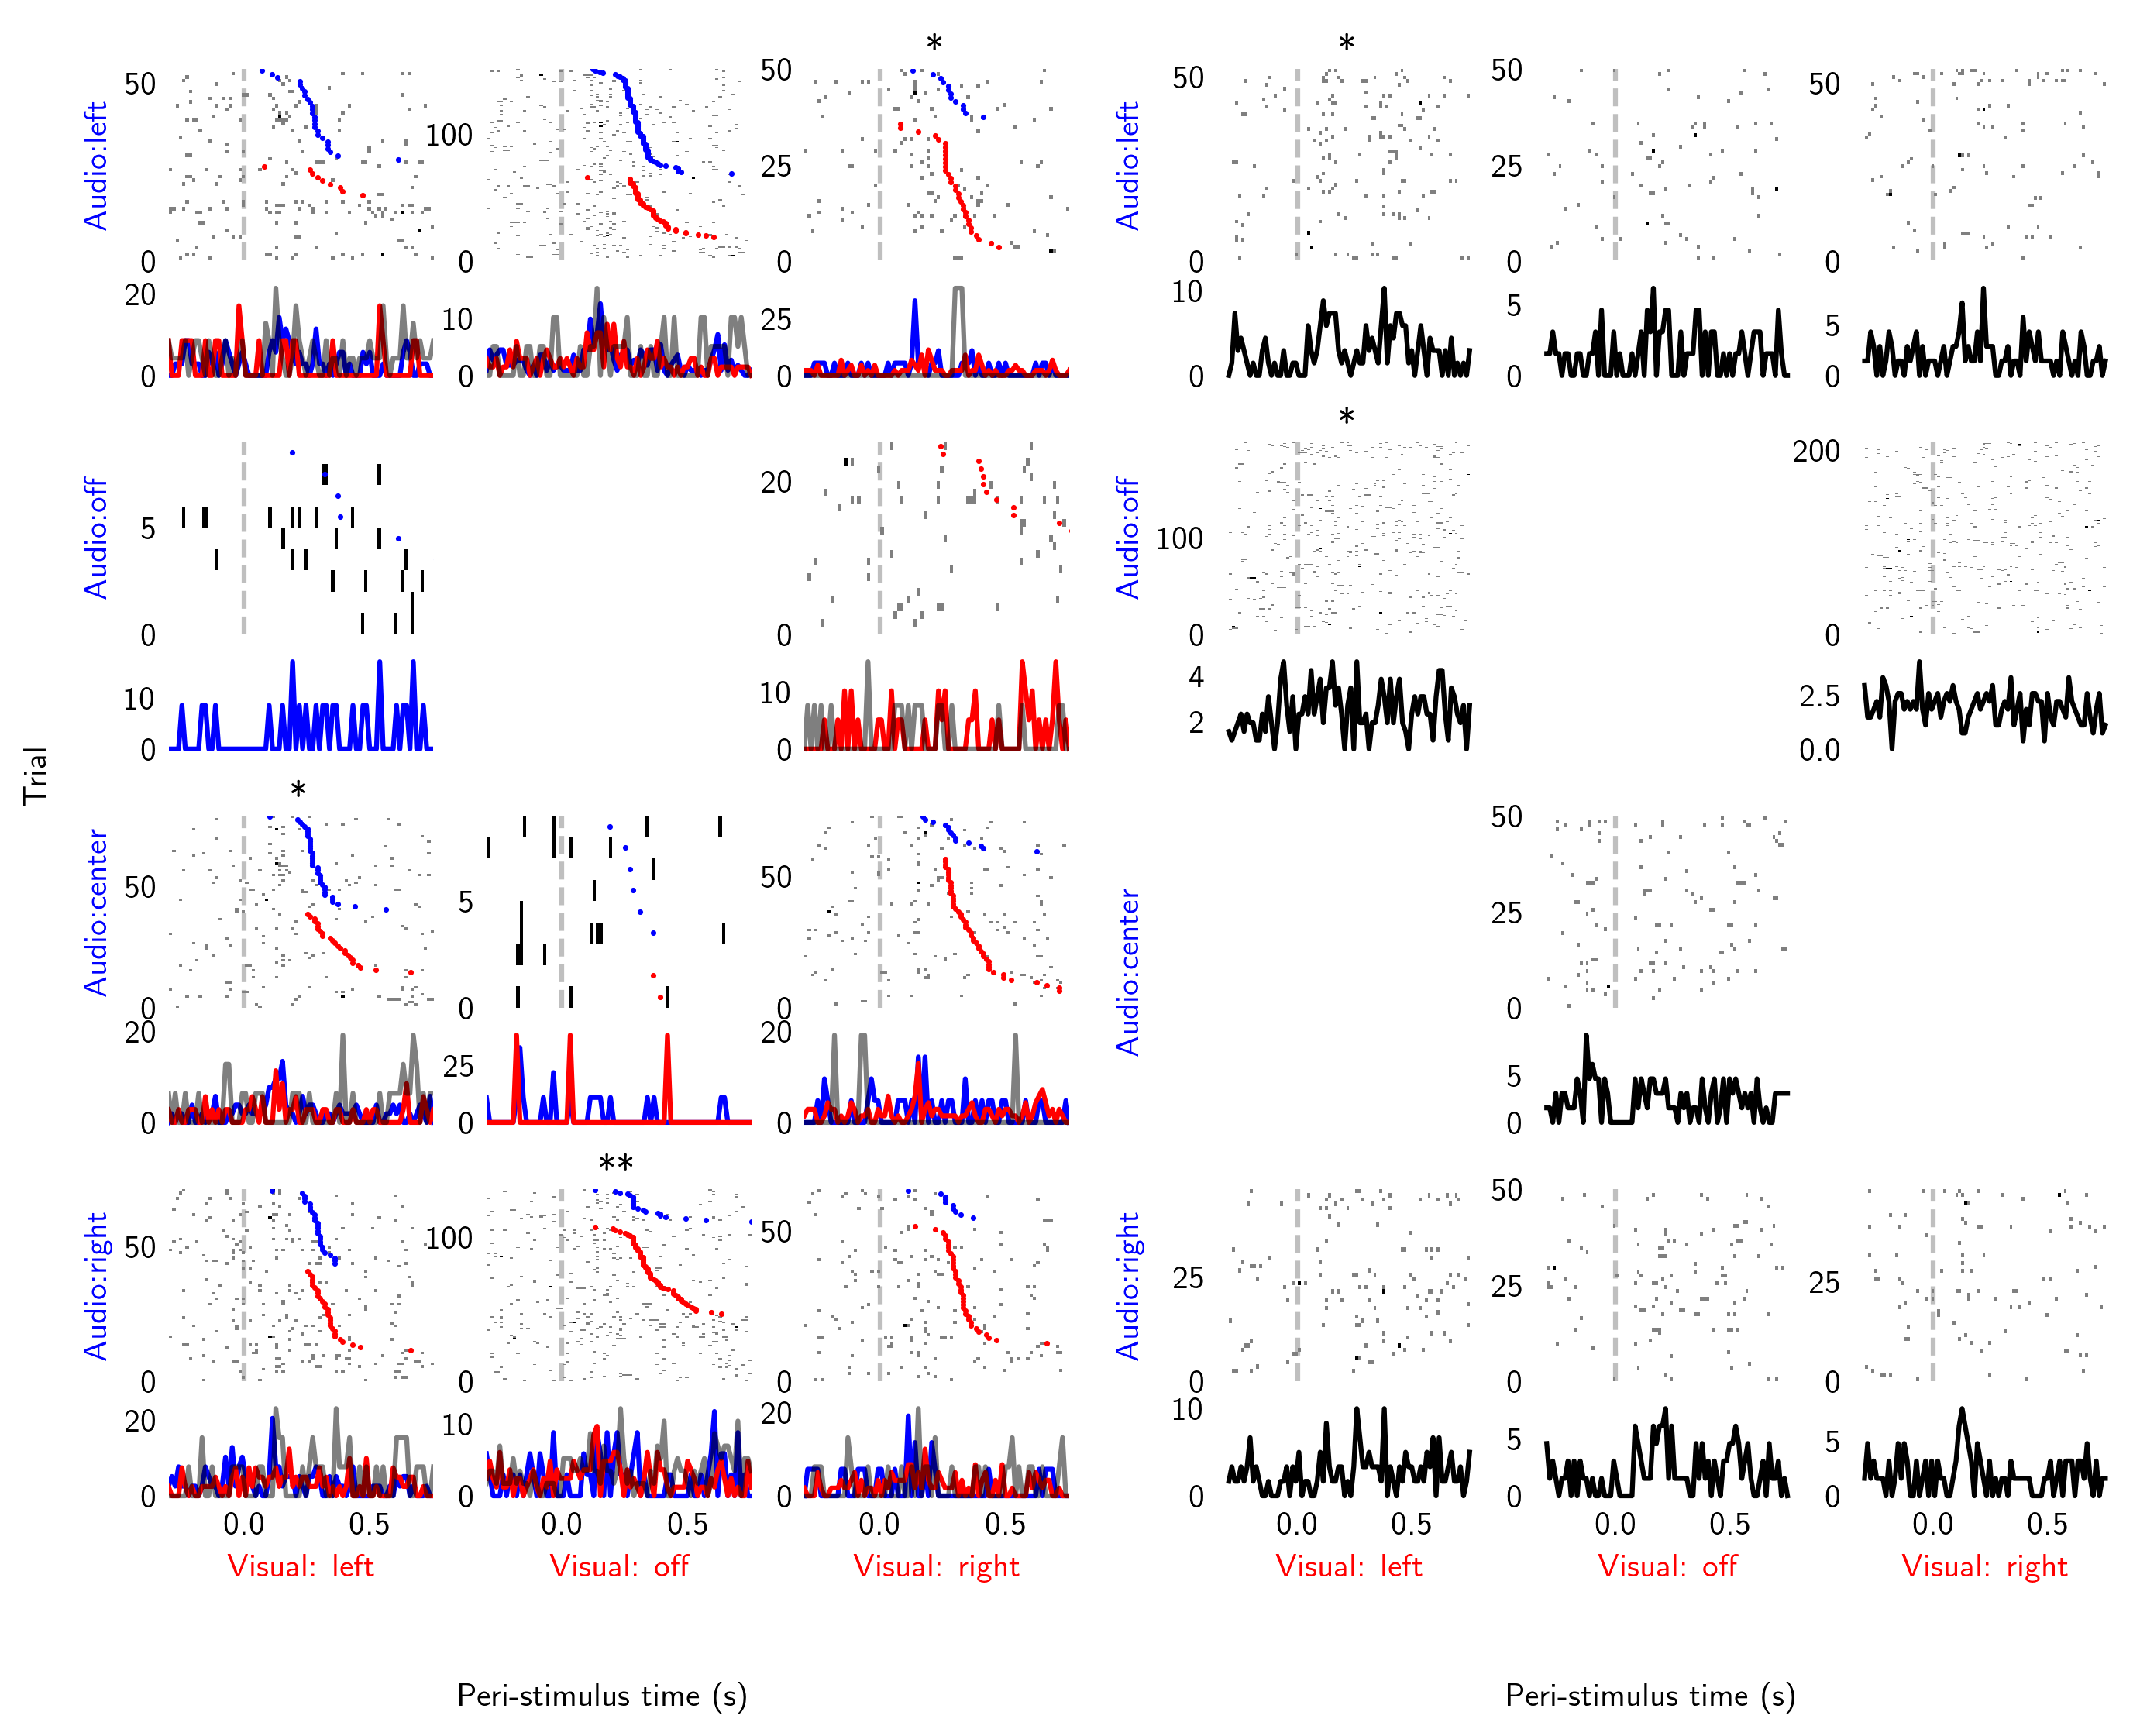 * *
50 50 50 50 50
Audio:left 100 25 Audio:left 25
0 0 0 0 0 0
20 10 25 10 5 5
0 0 0 0 0 0
*
Audio:off 20 Audio:off 200
5 100
0 0 0 0
10 10 4 2.5
2
0 0 0.0
Trial
*
Audio:center 50 5 50 Audio:center 50
25
0 0 0 0
20 25 20 5
0 0 0 0
**
Audio:right 50 100 50 Audio:right 25 50 25
25
0 0 0 0 0 0
20 10 20 10 5 5
0 0 0 0 0 0
0.0 0.5 0.0 0.5 0.0 0.5 0.0 0.5 0.0 0.5 0.0 0.5
Visual: left Visual: off Visual: right Visual: left Visual: off Visual: right
Peri-stimulus time (s) Peri-stimulus time (s)